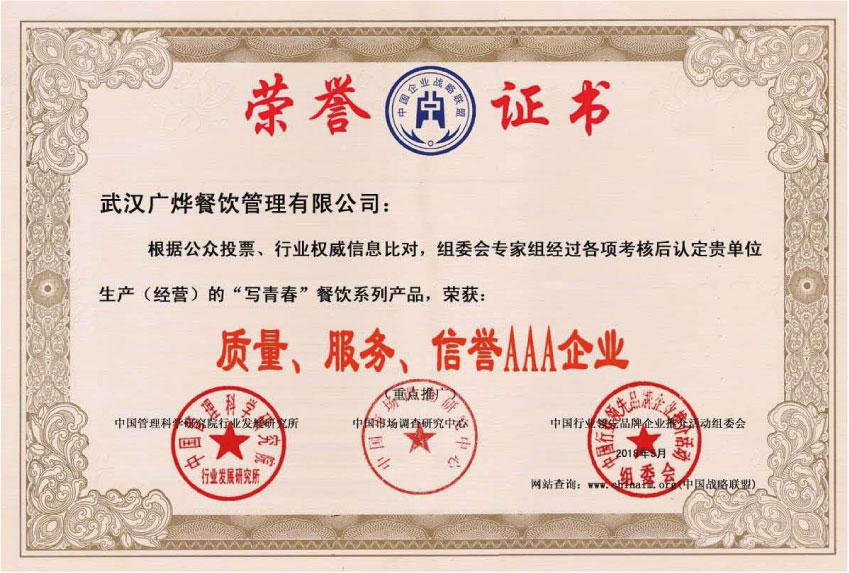 荣誉证书
中国企业战略联盟
武汉广烨餐饮管理有限公司：
根据公众投票、行业权威信息比对，组委会专家组经过各项考核后认定贵单位
生产（经营）的“写青春”餐饮系列产品，荣获：
质量、服务、信誉AAA企业
（重点推广）
中国管理科学研究院行业发展研究所
中国市场调查研究中心
中国行业领先品牌企业推介活动组委会
中国管理科学研究院
行业发展研究所
中国市场调查研究中心
中国行业领先品牌企业推介活动
组委会
2018年5月
网站查询：(中国战略联盟)